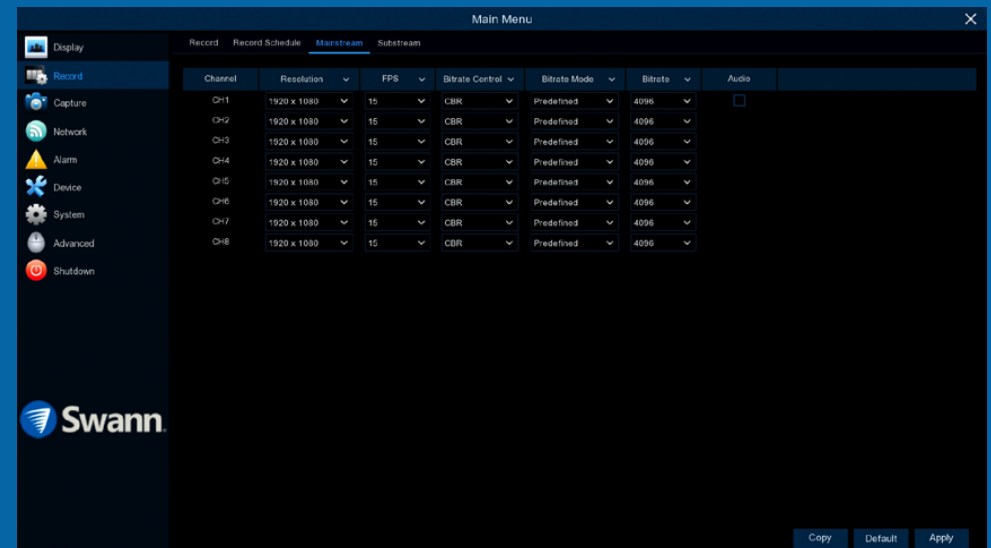 Main Menu
Display
Record Record Schedule Mainstream Substream
Record
Channel Resolution FPS Bitrate Control Bitrate Mode Bitrate Audio
Capture
CH1 1920 x 1080 15 CBR Predefined 4096
CH2 1920 x 1080 15 CBR Predefined 4096
Network
CH3 1920 x 1080 15 CBR Predefined 4096
Alarm
CH4 1920 x 1080 15 CBR Predefined 4096
Device
CH5 1920 x 1080 15 CBR Predefined 4096
System
CH6 1920 x 1080 15 CBR Predefined 4096
CH7 1920 x 1080 15 CBR Predefined 4096
Advanced
CH8 1920 x 1080 15 CBR Predefined 4096
Shutdown
Swann
Copy Default Apply